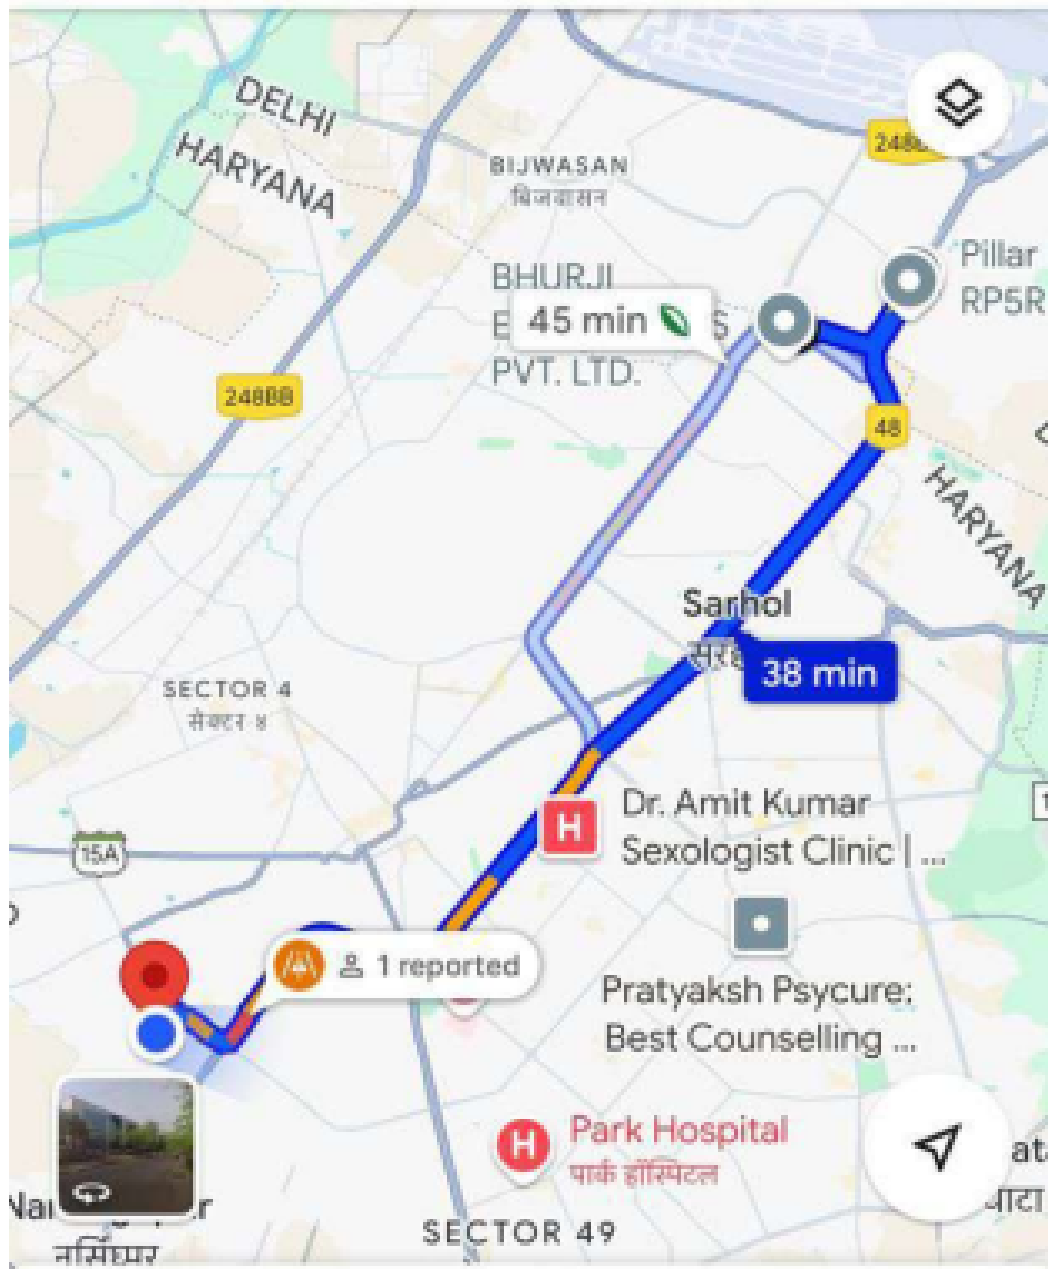 DELHI
HARYANA
BIJWASAN
बिजवासन
248
Pillar
RP5R
BHURJI
45 min
PVT. LTD.
248BB
48
HARYANA
Sarhol
38 min
SECTOR 4
सेक्टर ४
Dr. Amit Kumar
Sexologist Clinic | ...
H
15A
1 reported
Pratyaksh Psycure:
Best Counselling ...
H
Park Hospital
पार्क हॉस्पिटल
SECTOR 49